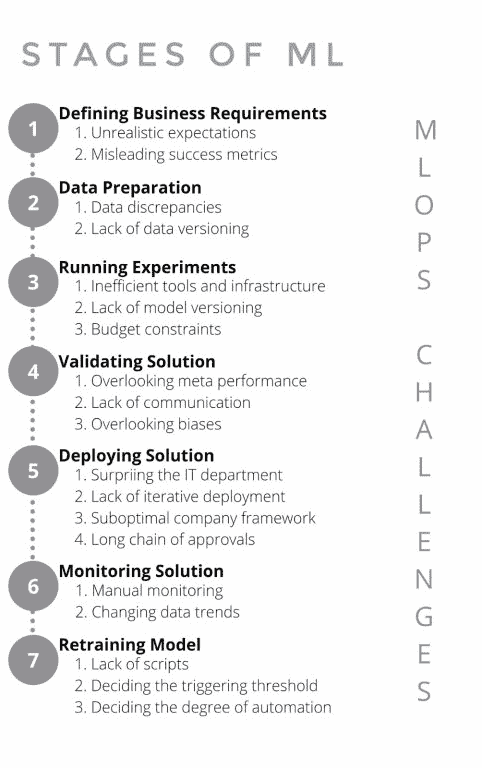 STAGES OF ML
1
Defining Business Requirements
1. Unrealistic expectations
2. Misleading success metrics
2
Data Preparation
1. Data discrepancies
2. Lack of data versioning
3
Running Experiments
1. Inefficient tools and infrastructure
2. Lack of model versioning
3. Budget constraints
4
Validating Solution
1. Overlooking meta performance
2. Lack of communication
3. Overlooking biases
5
Deploying Solution
1. Surpriing the IT department
2. Lack of iterative deployment
3. Suboptimal company framework
4. Long chain of approvals
6
Monitoring Solution
1. Manual monitoring
2. Changing data trends
7
Retraining Model
1. Lack of scripts
2. Deciding the triggering threshold
3. Deciding the degree of automation
MLOPS CHALLENGES